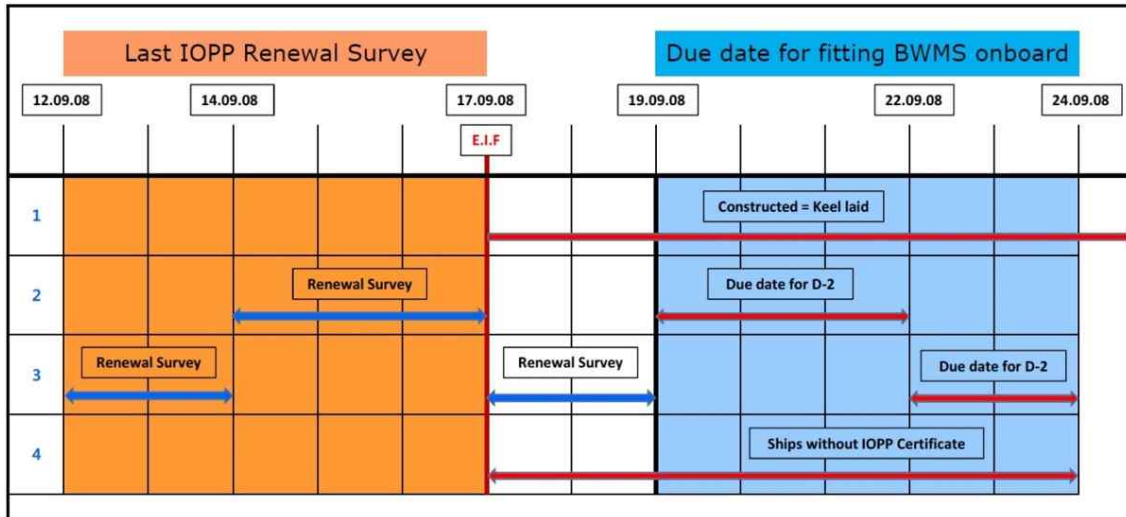 Last IOPP Renewal Survey
Due date for fitting BWMS onboard
12.09.08
14.09.08
17.09.08
19.09.08
22.09.08
24.09.08
E.I.F
1
Constructed = Keel laid
2
Renewal Survey
Due date for D-2
3
Renewal Survey
Renewal Survey
Due date for D-2
4
Ships without IOPP Certificate